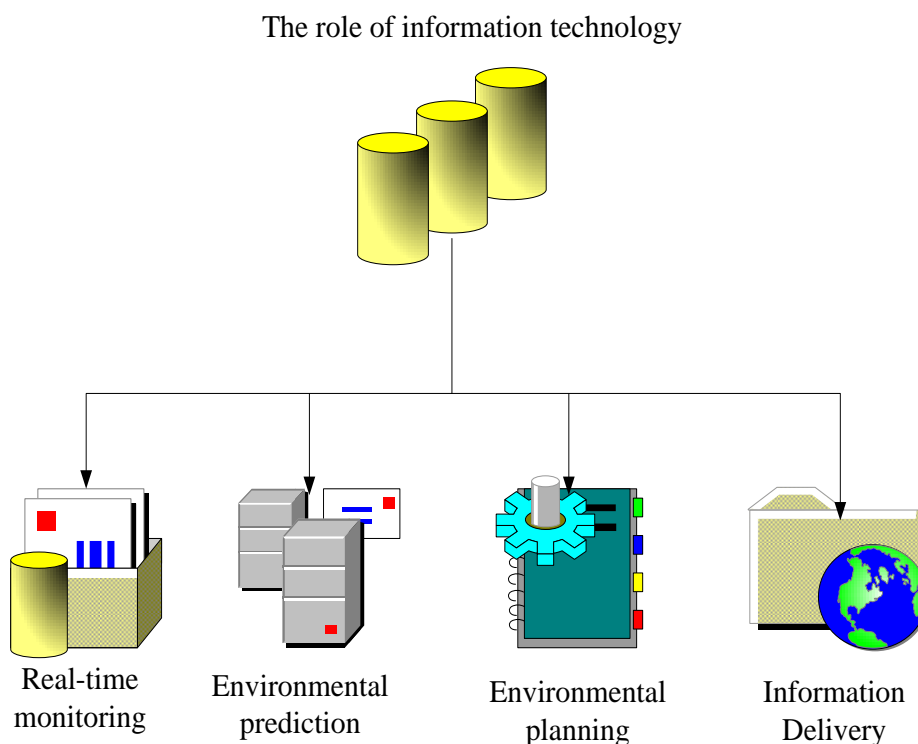 The role of information technology
Real-time
monitoring
Environmental
prediction
Environmental
planning
Information
Delivery